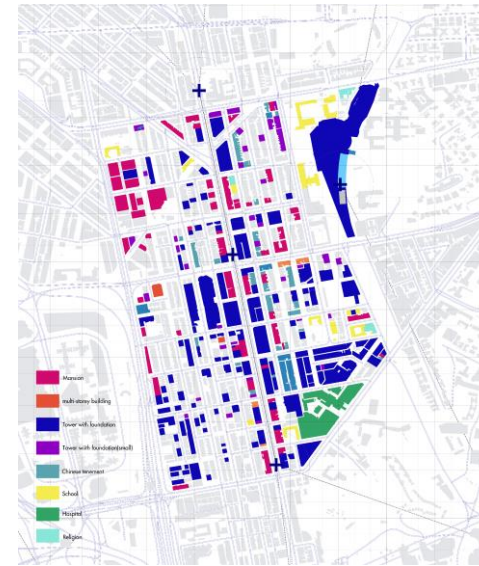 Mansion
multi-storey building
Tower with foundation
Tower with foundation(small)
Chinese tenement
School
Hospital
Religion